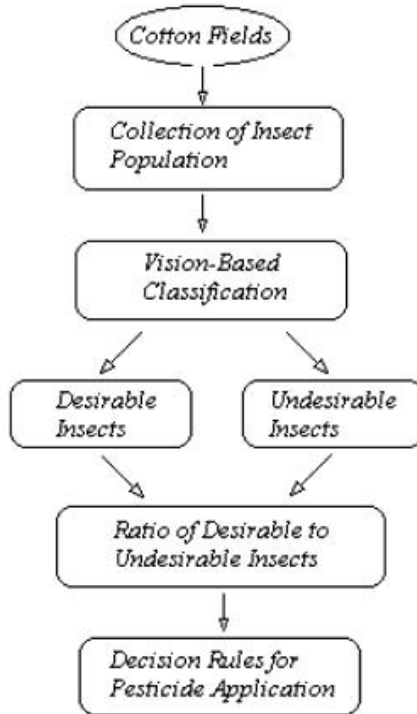 Cotton Fields
Collection of Insect
Population
Vision-Based
Classification
Desirable
Insects
Undesirable
Insects
Ratio of Desirable to
Undesirable Insects
Decision Rules for
Pesticide Application